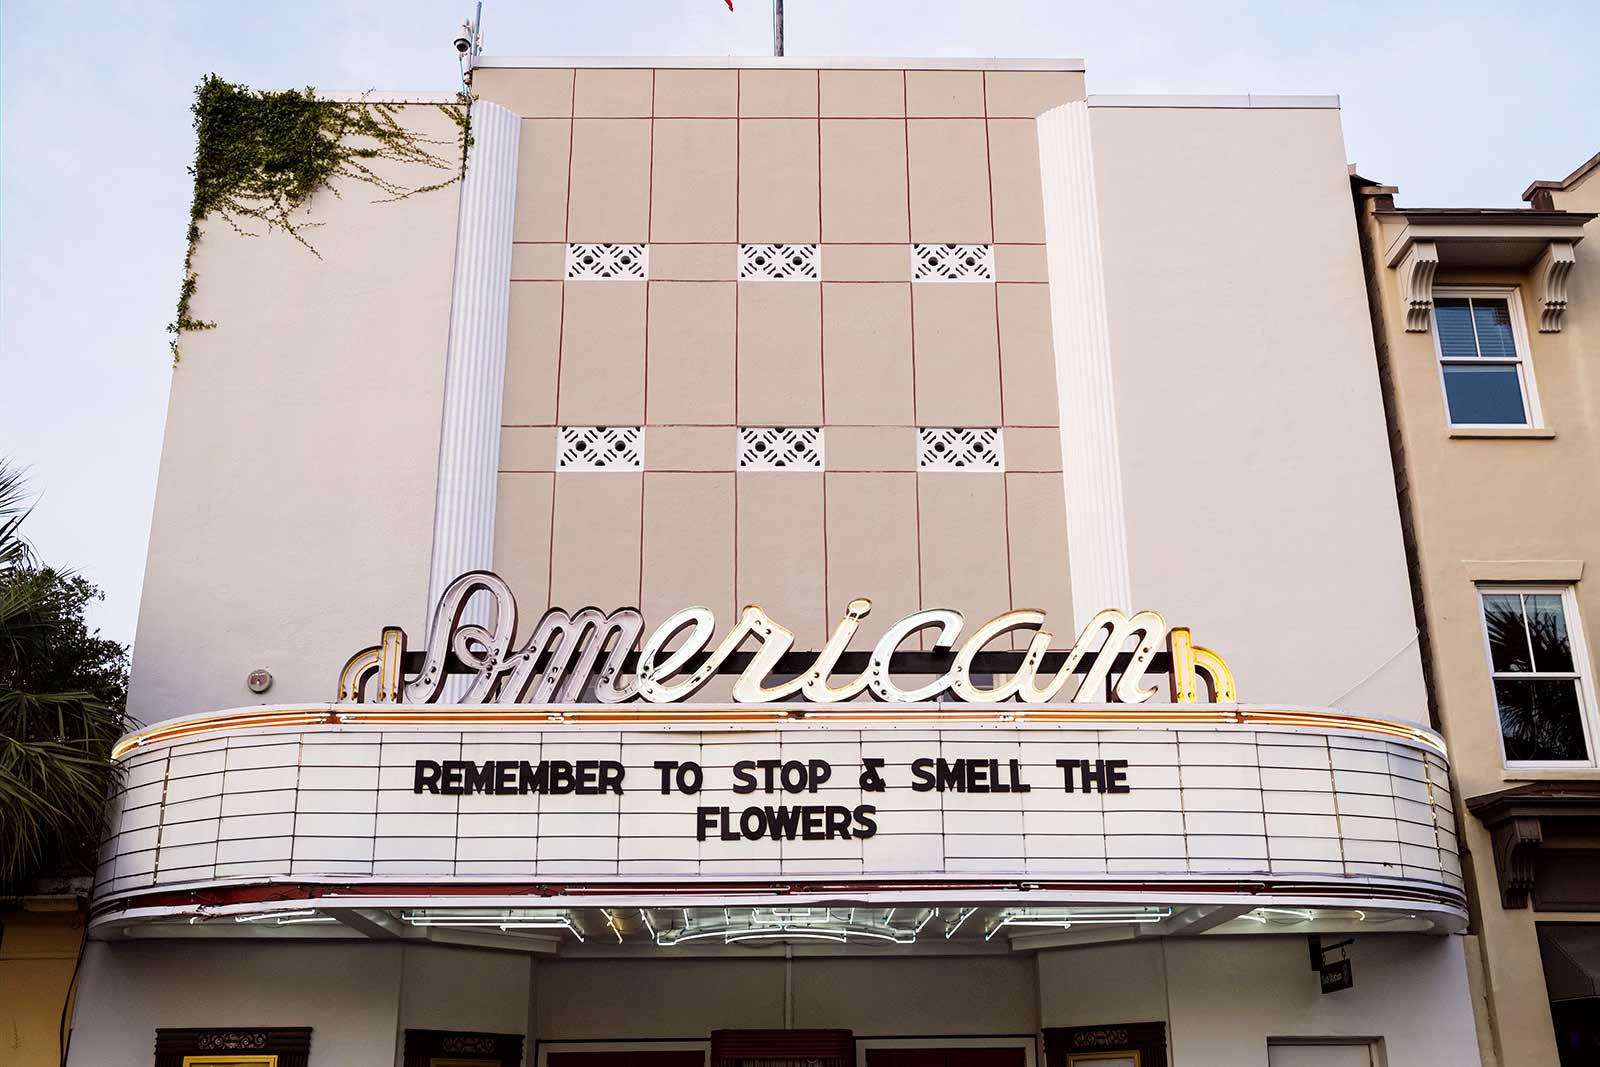 American
REMEMBER TO STOP & SMELL THE
FLOWERS